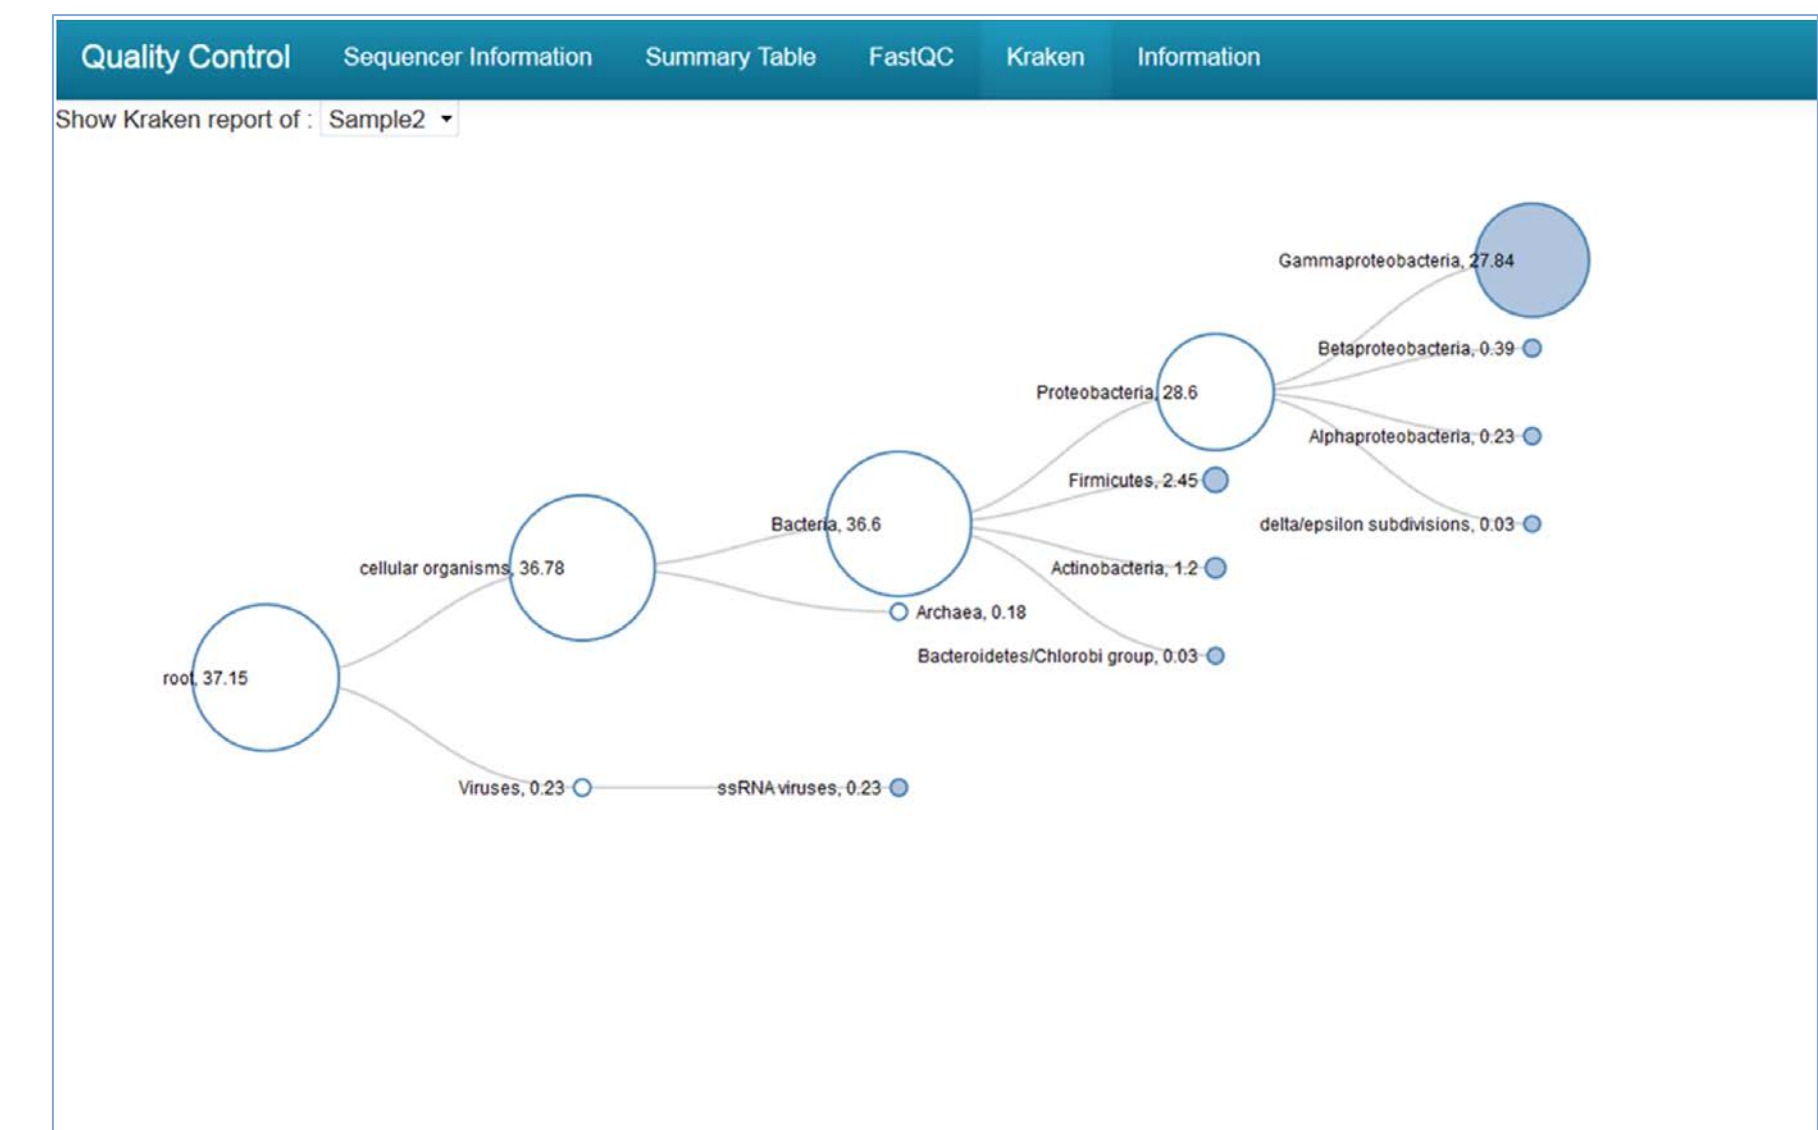 Quality Control Sequencer Information Summary Table FastQC Kraken Information
Show Kraken report of : Sample2
Gammaproteobacteria, 27.84
Betaproteobacteria, 0.39
Proteobacteria, 28.6
Alphaproteobacteria, 0.23
Firmicutes, 2.45
Bacteria, 36.6
delta/epsilon subdivisions, 0.03
cellular organisms, 36.78
Actinobacteria, 1.2
Archaea, 0.18
Bacteroidetes/Chlorobi group, 0.03
root, 37.15
Viruses, 0.23
ssRNA viruses, 0.23